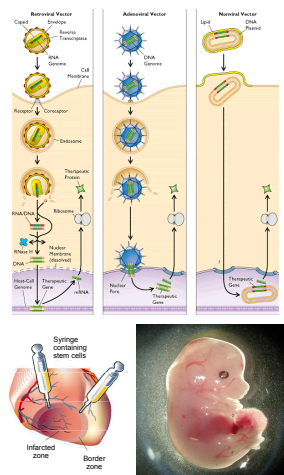 Retroviral Vector
Capsid
Envelope
Reverse
Transcriptase
RNA
Genome
Cell
Membrane
Receptor
Coreceptor
Endosome
Therapeutic
Protein
RNA/DNA
Ribosome
RNase H
Nuclear
Membrane
(dissolved)
DNA
Host-Cell
Genome
Therapeutic
Gene
mRNA
Adenoviral Vector
DNA
Genome
Nuclear
Pore
Therapeutic
Gene
Nonviral Vector
Lipid
DNA
Plasmid
Therapeutic
Gene
Syringe
containing
stem cells
Infarcted
zone
Border
zone